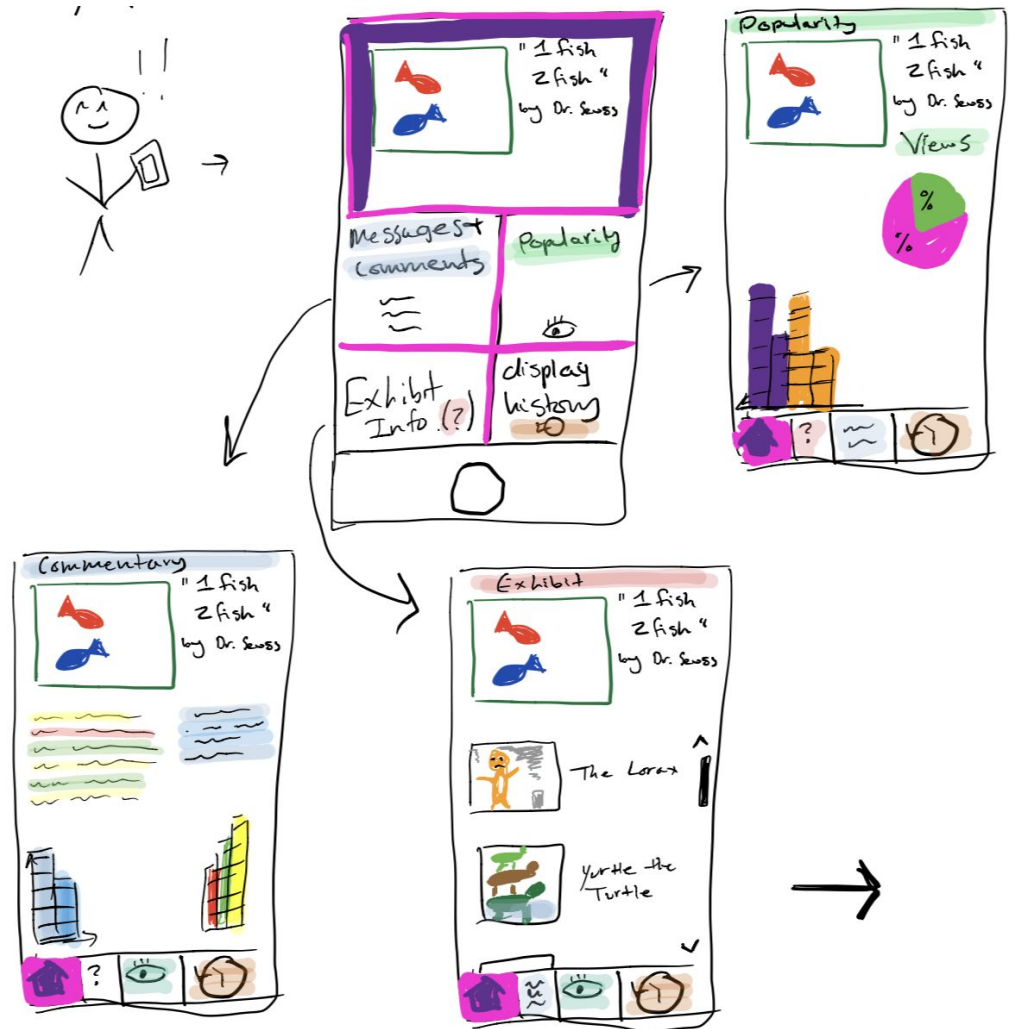 ! !
"1 fish
2 fish"
by Dr. Seuss
Messages +
Comments
Popularity
Exhibit
Info. (?)
display
history
Popularity
"1 fish
2 fish"
by Dr. Seuss
Views
%
%
?
Commentary
"1 fish
2 fish"
by Dr. Seuss
?
Exhibit
"1 fish
2 fish"
by Dr. Seuss
The Lorax
Yurtle the
Turtle